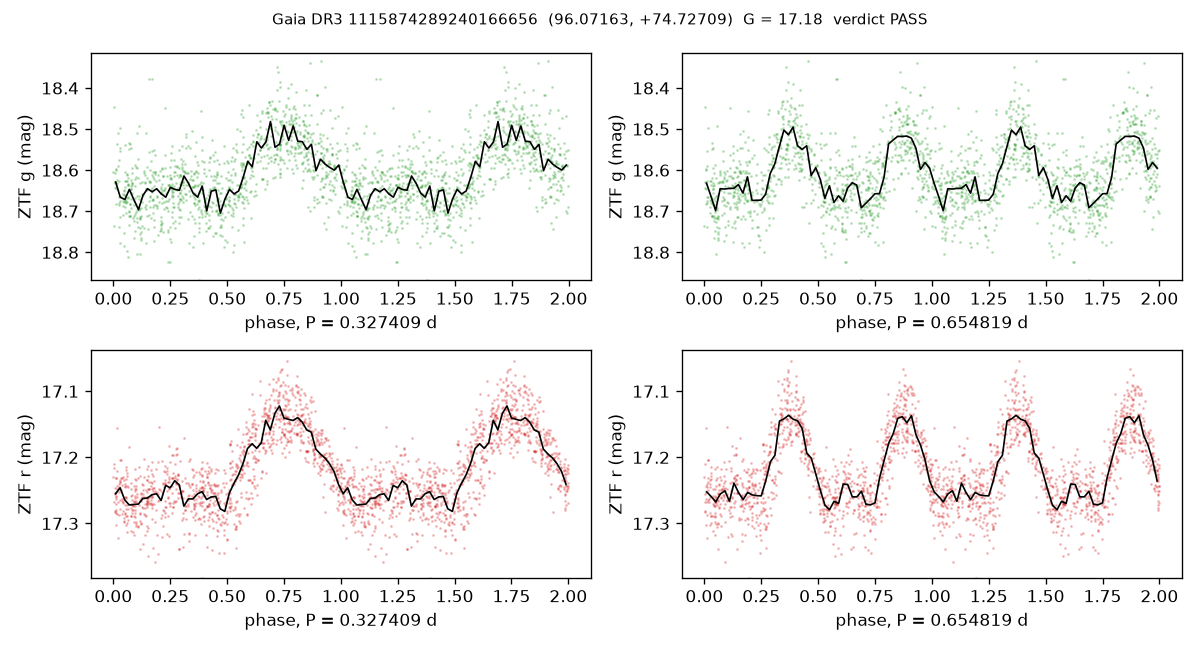 Gaia DR3 1115874289240166656 (96.07163, +74.72709) G = 17.18 verdict PASS
ZTF g (mag)
18.4
18.5
18.6
18.7
18.8
0.00 0.25 0.50 0.75 1.00 1.25 1.50 1.75 2.00
phase, P = 0.327409 d
ZTF g (mag)
18.4
18.5
18.6
18.7
18.8
0.00 0.25 0.50 0.75 1.00 1.25 1.50 1.75 2.00
phase, P = 0.654819 d
ZTF r (mag)
17.1
17.2
17.3
0.00 0.25 0.50 0.75 1.00 1.25 1.50 1.75 2.00
phase, P = 0.327409 d
ZTF r (mag)
17.1
17.2
17.3
0.00 0.25 0.50 0.75 1.00 1.25 1.50 1.75 2.00
phase, P = 0.654819 d